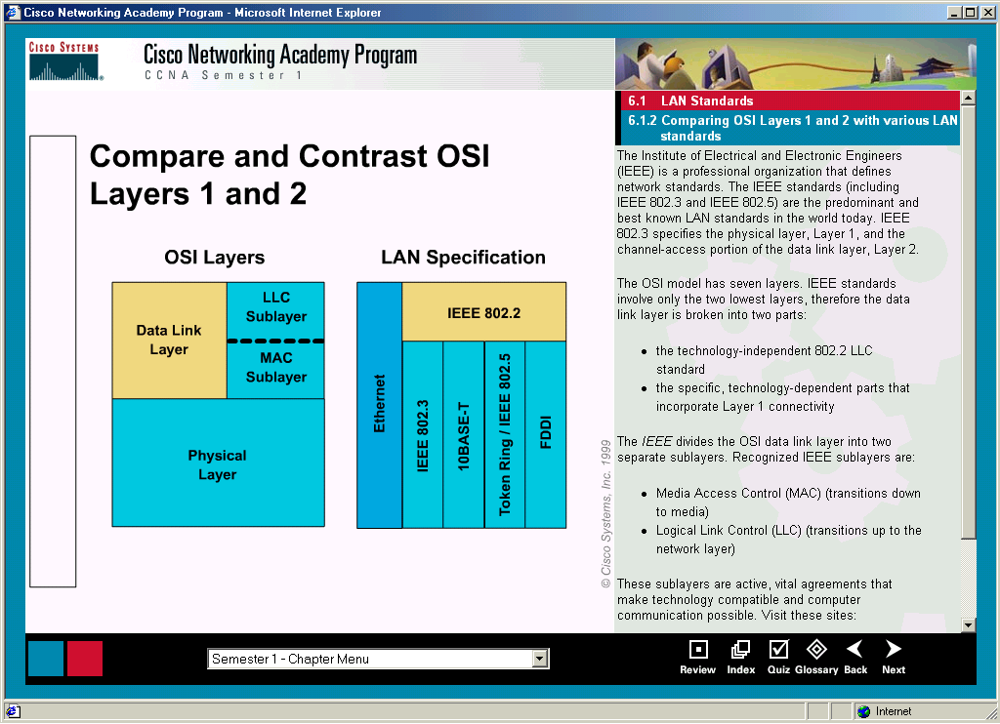 Cisco Networking Academy Program - Microsoft Internet Explorer
CISCO SYSTEMS
Cisco Networking Academy Program
CCNA Semester 1
Compare and Contrast OSI
Layers 1 and 2
OSI Layers
LAN Specification
Data Link
Layer
LLC
Sublayer
MAC
Sublayer
Physical
Layer
Ethernet
IEEE 802.2
IEEE 802.3
10BASE-T
Token Ring / IEEE 802.5
FDDI
© Cisco Systems, Inc. 1999
6.1 LAN Standards
6.1.2 Comparing OSI Layers 1 and 2 with various LAN
standards
The Institute of Electrical and Electronic Engineers
(IEEE) is a professional organization that defines
network standards. The IEEE standards (including
IEEE 802.3 and IEEE 802.5) are the predominant and
best known LAN standards in the world today. IEEE
802.3 specifies the physical layer, Layer 1, and the
channel-access portion of the data link layer, Layer 2.
The OSI model has seven layers. IEEE standards
involve only the two lowest layers, therefore the data
link layer is broken into two parts:
• the technology-independent 802.2 LLC
standard
• the specific, technology-dependent parts that
incorporate Layer 1 connectivity
The IEEE divides the OSI data link layer into two
separate sublayers. Recognized IEEE sublayers are:
• Media Access Control (MAC) (transitions down
to media)
• Logical Link Control (LLC) (transitions up to the
network layer)
These sublayers are active, vital agreements that
make technology compatible and computer
communication possible. Visit these sites:
Semester 1 - Chapter Menu
Review Index Quiz Glossary Back Next
Internet